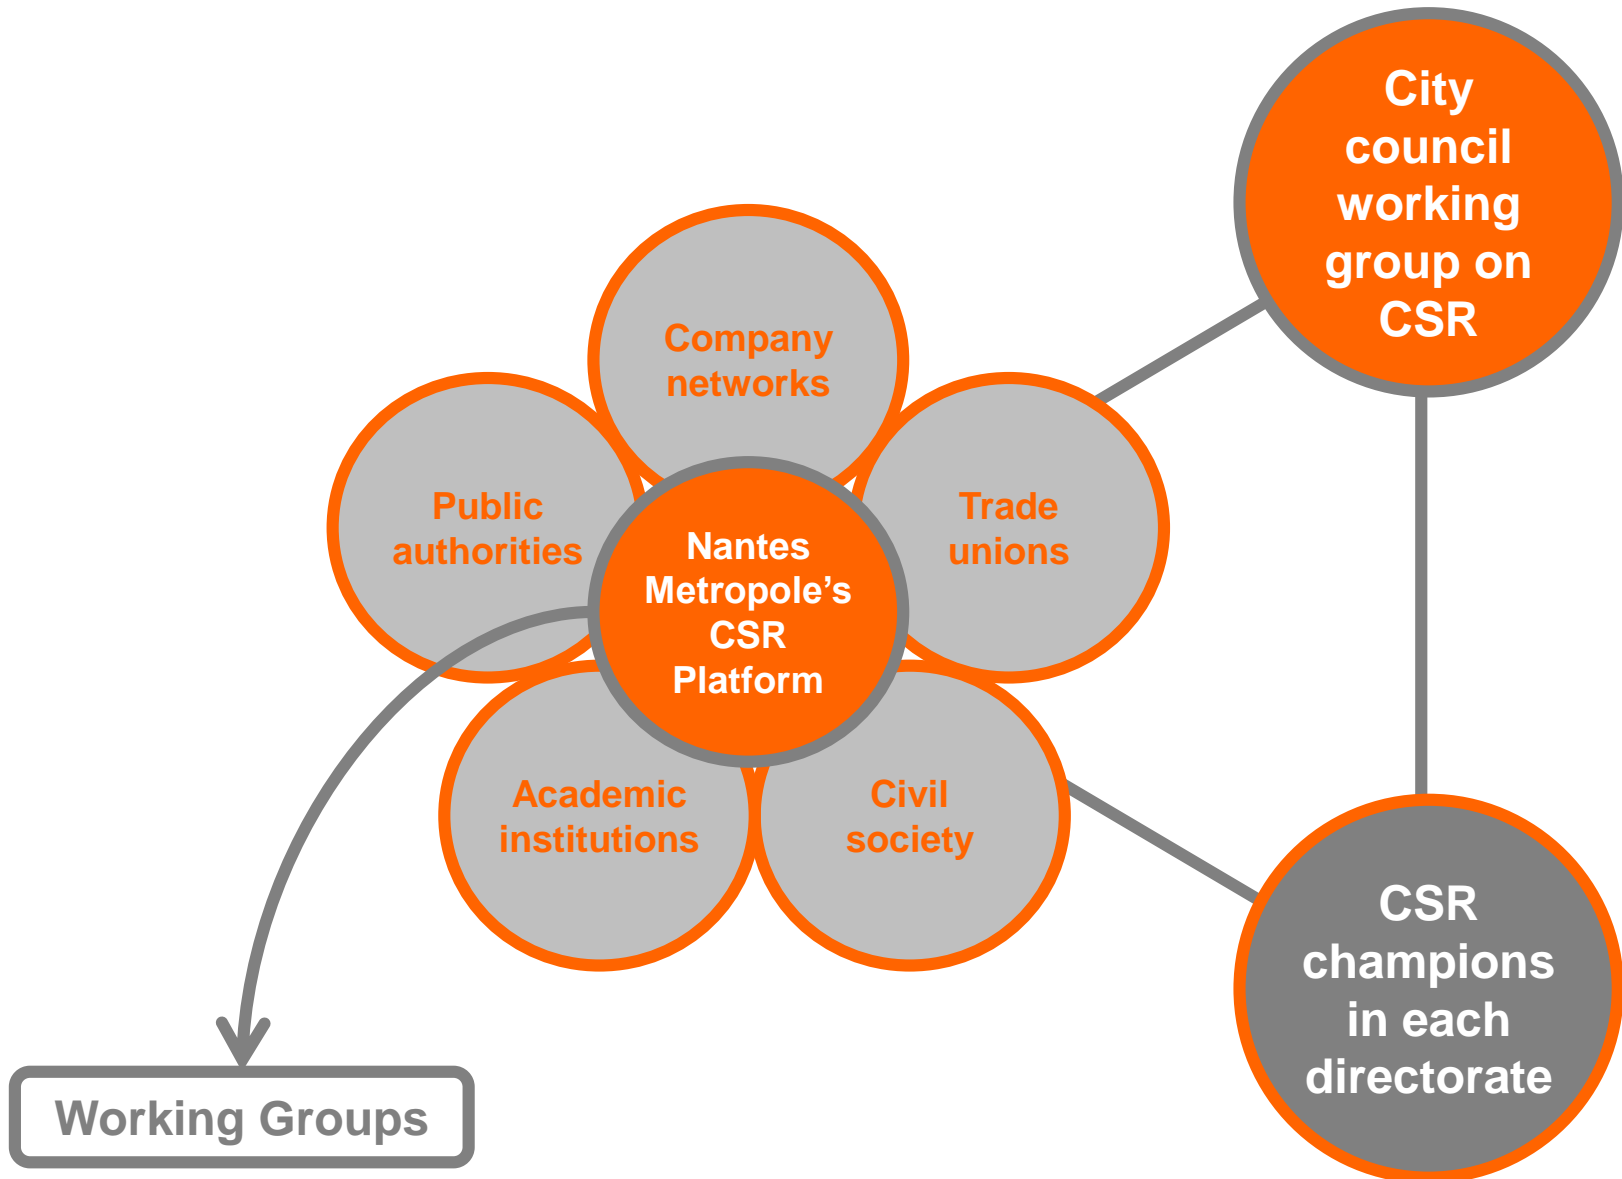 City
council
working
group on
CSR
Company
networks
Public
authorities
Trade
unions
Nantes
Metropole’s
CSR
Platform
Academic
institutions
Civil
society
CSR
champions
in each
directorate
Working Groups